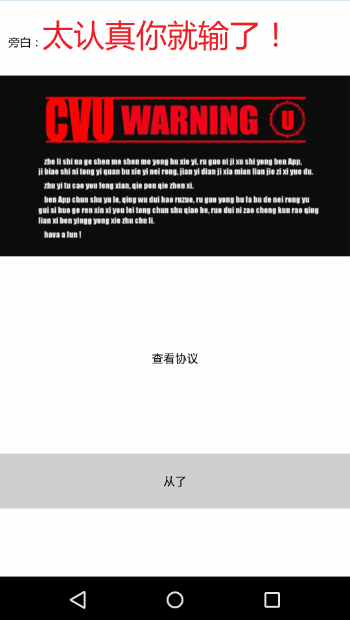 旁白：太认真你就输了！
CVU WARNING U
zhe li shi na ge shen me shen me yong hu xie yi, ru guo ni ji xu shi yong ben App,
ji biao shi ni tong yi quan bu xie yi nei rong, jian yi dian ji xia mian lian jie zi xi yue du.
zhu yi tu cao you feng xian, qie pen qie zhen xi.
ben App chun shu yu le, qing wu dui hao ruzuo, ru guo yong hu fa bu de nei rong yu
gui si huo ge ren xin xi you lei tong chun shu qiao he, ruo dui ni zao cheng kun rao qing
lian xi ben yingg yong xie zhu chu li.
hava a fun !
查看协议
从了